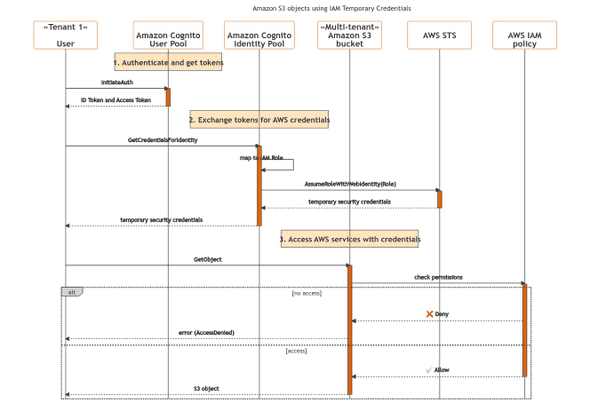 Amazon S3 objects using IAM Temporary Credentials
«Tenant 1»
User
Amazon Cognito
User Pool
Amazon Cognito
Identity Pool
«Multi-tenant»
Amazon S3
bucket
AWS STS
AWS IAM
policy
1. Authenticate and get tokens
InitiateAuth
ID Token and Access Token
2. Exchange tokens for AWS credentials
GetCredentialsForIdentity
map to IAM Role
AssumeRoleWithWebIdentity(Role)
temporary security credentials
temporary security credentials
3. Access AWS services with credentials
GetObject
check permissions
alt
[no access]
❌ Deny
error (AccessDenied)
[access]
✅ Allow
S3 object